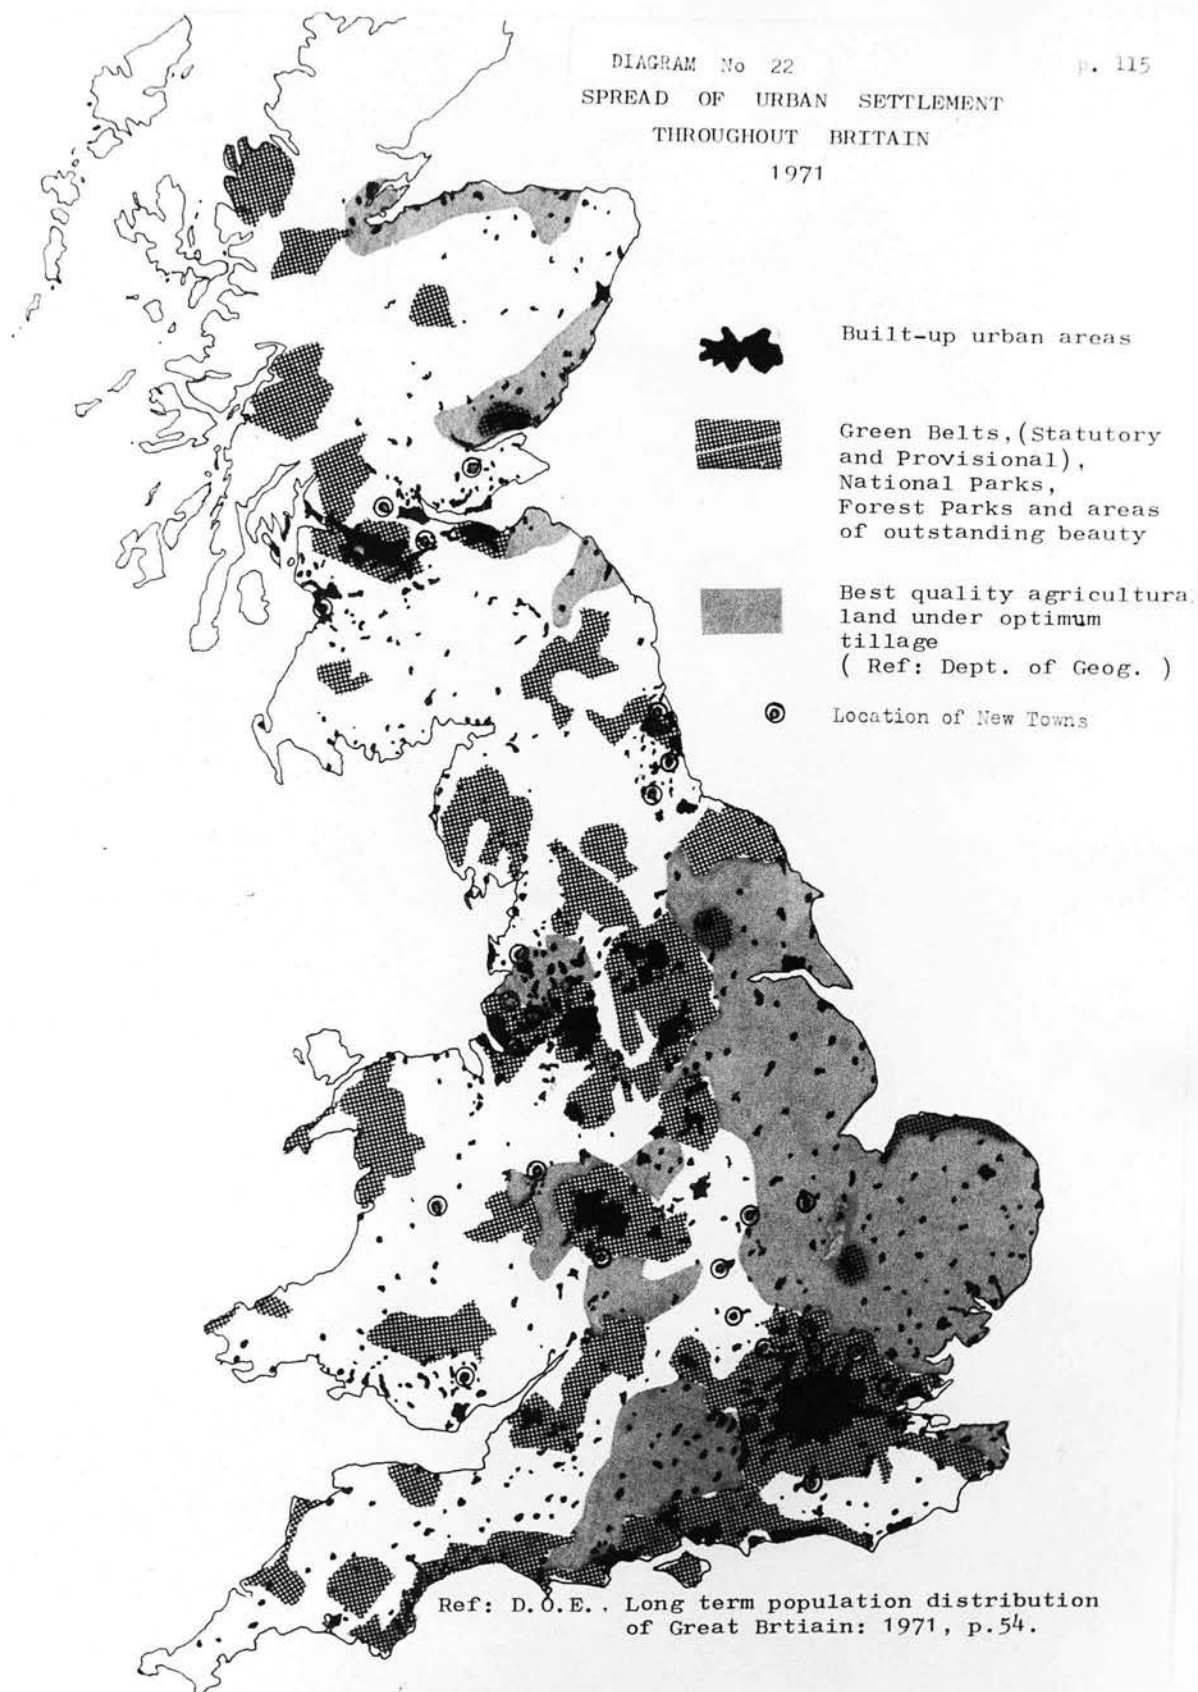 DIAGRAM No 22
p. 115
SPREAD OF URBAN SETTLEMENT
THROUGHOUT BRITAIN
1971
Built-up urban areas
Green Belts, (Statutory
and Provisional),
National Parks,
Forest Parks and areas
of outstanding beauty
Best quality agricultura
land under optimum
tillage
( Ref: Dept. of Geog. )
Location of New Towns
Ref: D.O.E.. Long term population distribution
of Great Brtiain: 1971, p.54.